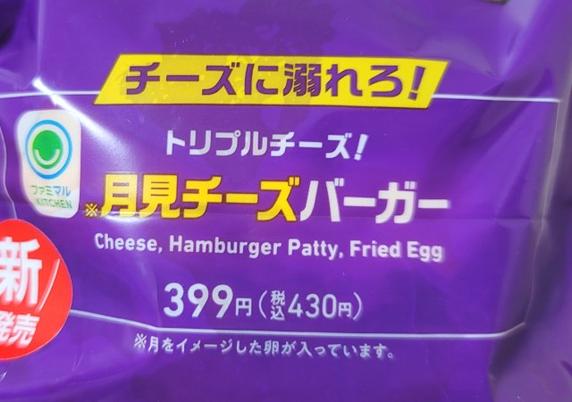 チーズに溺れろ!
トリプルチーズ!
ファミマル
KITCHEN
※月見チーズバーガー
Cheese, Hamburger Patty, Fried Egg
新
発売
399円(税込430円)
※月をイメージした卵が入っています。